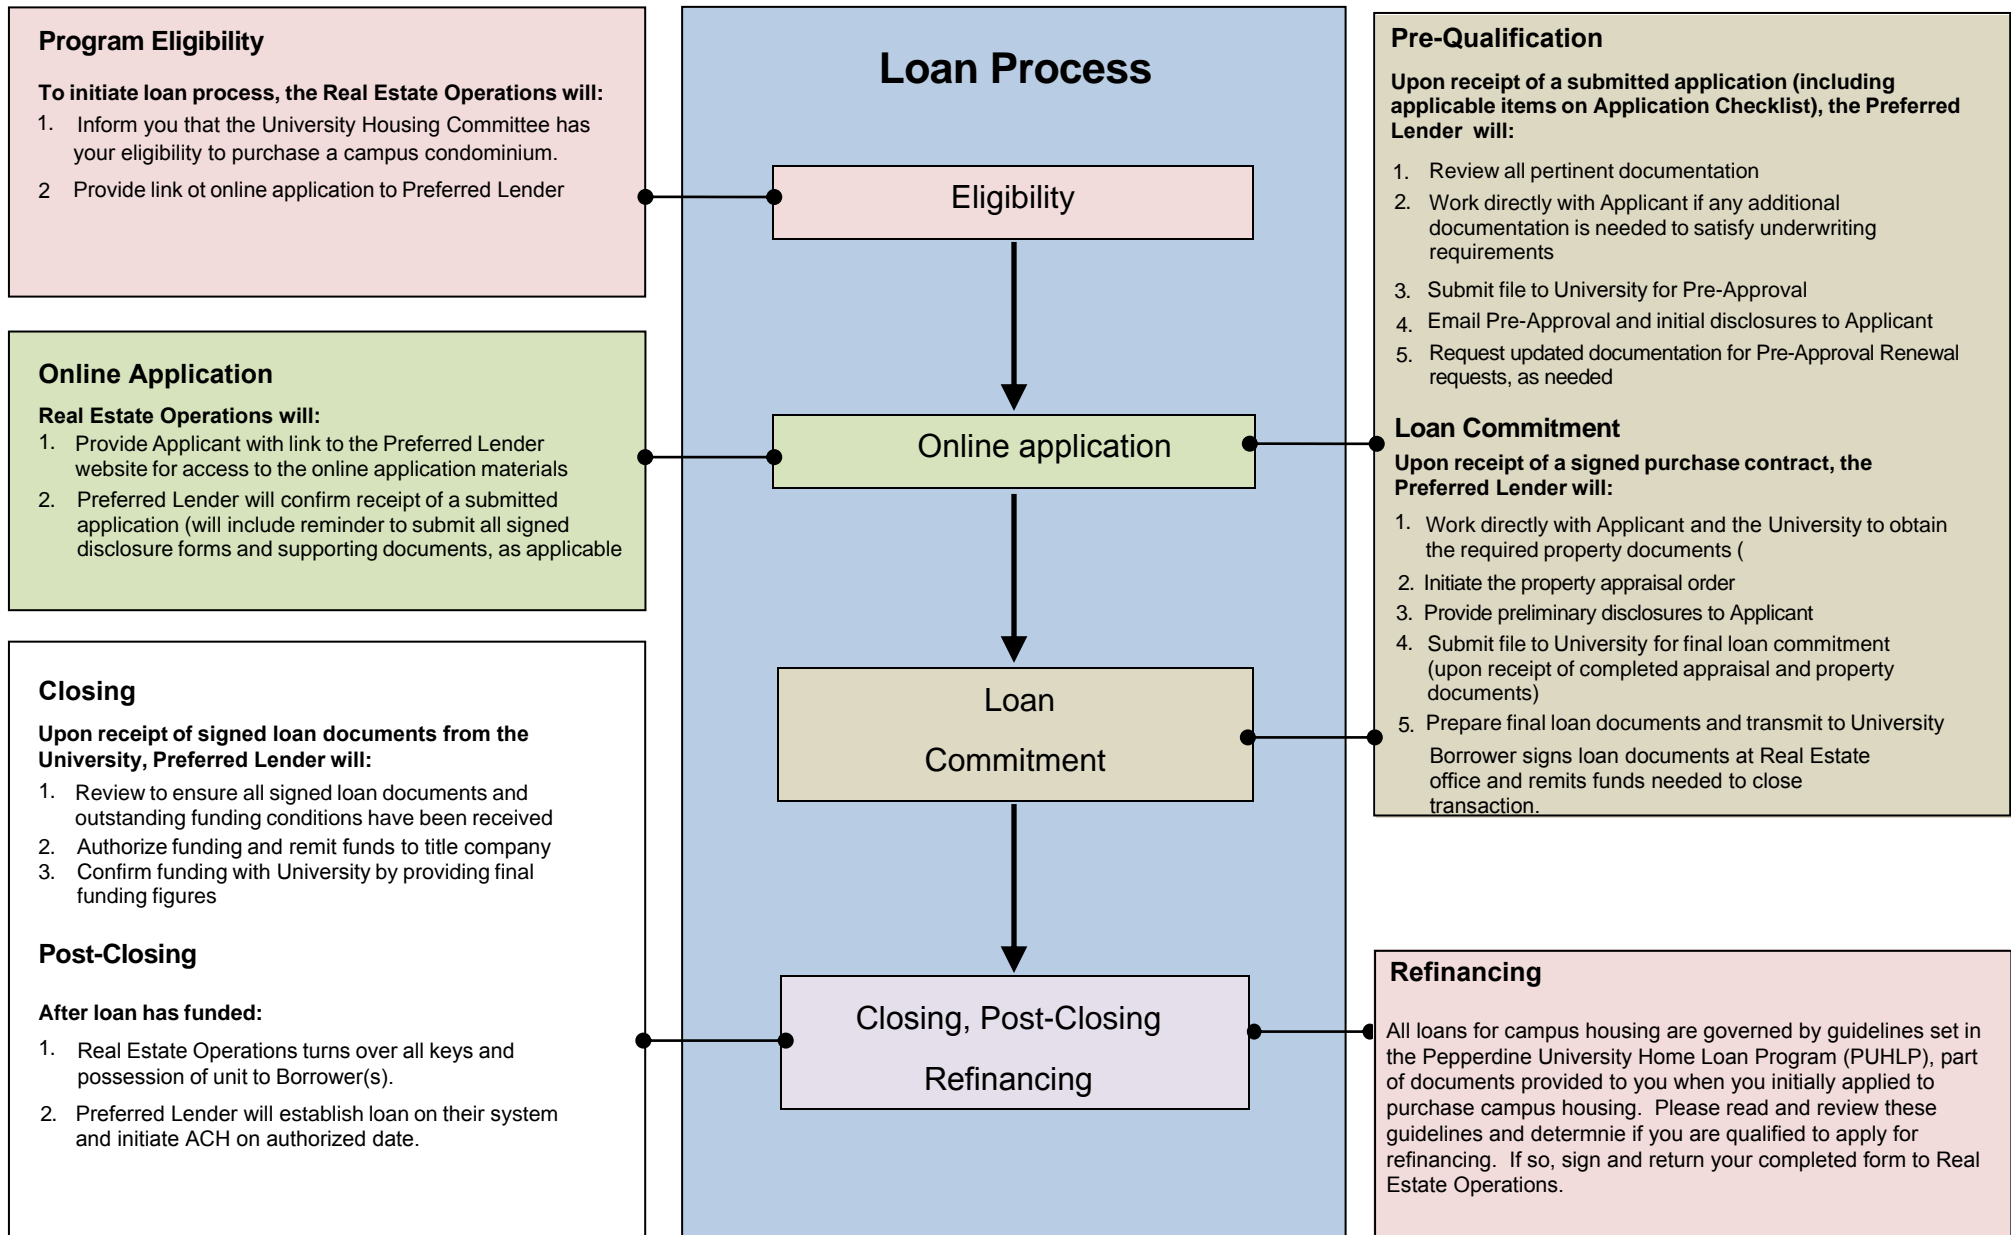 Program Eligibility
To initiate loan process, the Real Estate Operations will:
1. Inform you that the University Housing Committee has
your eligibility to purchase a campus condominium.
2 Provide link ot online application to Preferred Lender
Online Application
Real Estate Operations will:
1. Provide Applicant with link to the Preferred Lender
website for access to the online application materials
2. Preferred Lender will confirm receipt of a submitted
application (will include reminder to submit all signed
disclosure forms and supporting documents, as applicable
Closing
Upon receipt of signed loan documents from the
University, Preferred Lender will:
1. Review to ensure all signed loan documents and
outstanding funding conditions have been received
2. Authorize funding and remit funds to title company
3. Confirm funding with University by providing final
funding figures
Post-Closing
After loan has funded:
1. Real Estate Operations turns over all keys and
possession of unit to Borrower(s).
2. Preferred Lender will establish loan on their system
and initiate ACH on authorized date.
Loan Process
Eligibility
Online application
Loan
Commitment
Closing, Post-Closing
Refinancing
Pre-Qualification
Upon receipt of a submitted application (including
applicable items on Application Checklist), the Preferred
Lender will:
1. Review all pertinent documentation
2. Work directly with Applicant if any additional
documentation is needed to satisfy underwriting
requirements
3. Submit file to University for Pre-Approval
4. Email Pre-Approval and initial disclosures to Applicant
5. Request updated documentation for Pre-Approval Renewal
requests, as needed
Loan Commitment
Upon receipt of a signed purchase contract, the
Preferred Lender will:
1. Work directly with Applicant and the University to obtain
the required property documents (
2. Initiate the property appraisal order
3. Provide preliminary disclosures to Applicant
4. Submit file to University for final loan commitment
(upon receipt of completed appraisal and property
documents)
5. Prepare final loan documents and transmit to University
Borrower signs loan documents at Real Estate
office and remits funds needed to close
transaction.
Refinancing
All loans for campus housing are governed by guidelines set in
the Pepperdine University Home Loan Program (PUHLP), part
of documents provided to you when you initially applied to
purchase campus housing. Please read and review these
guidelines and determnie if you are qualified to apply for
refinancing. If so, sign and return your completed form to Real
Estate Operations.